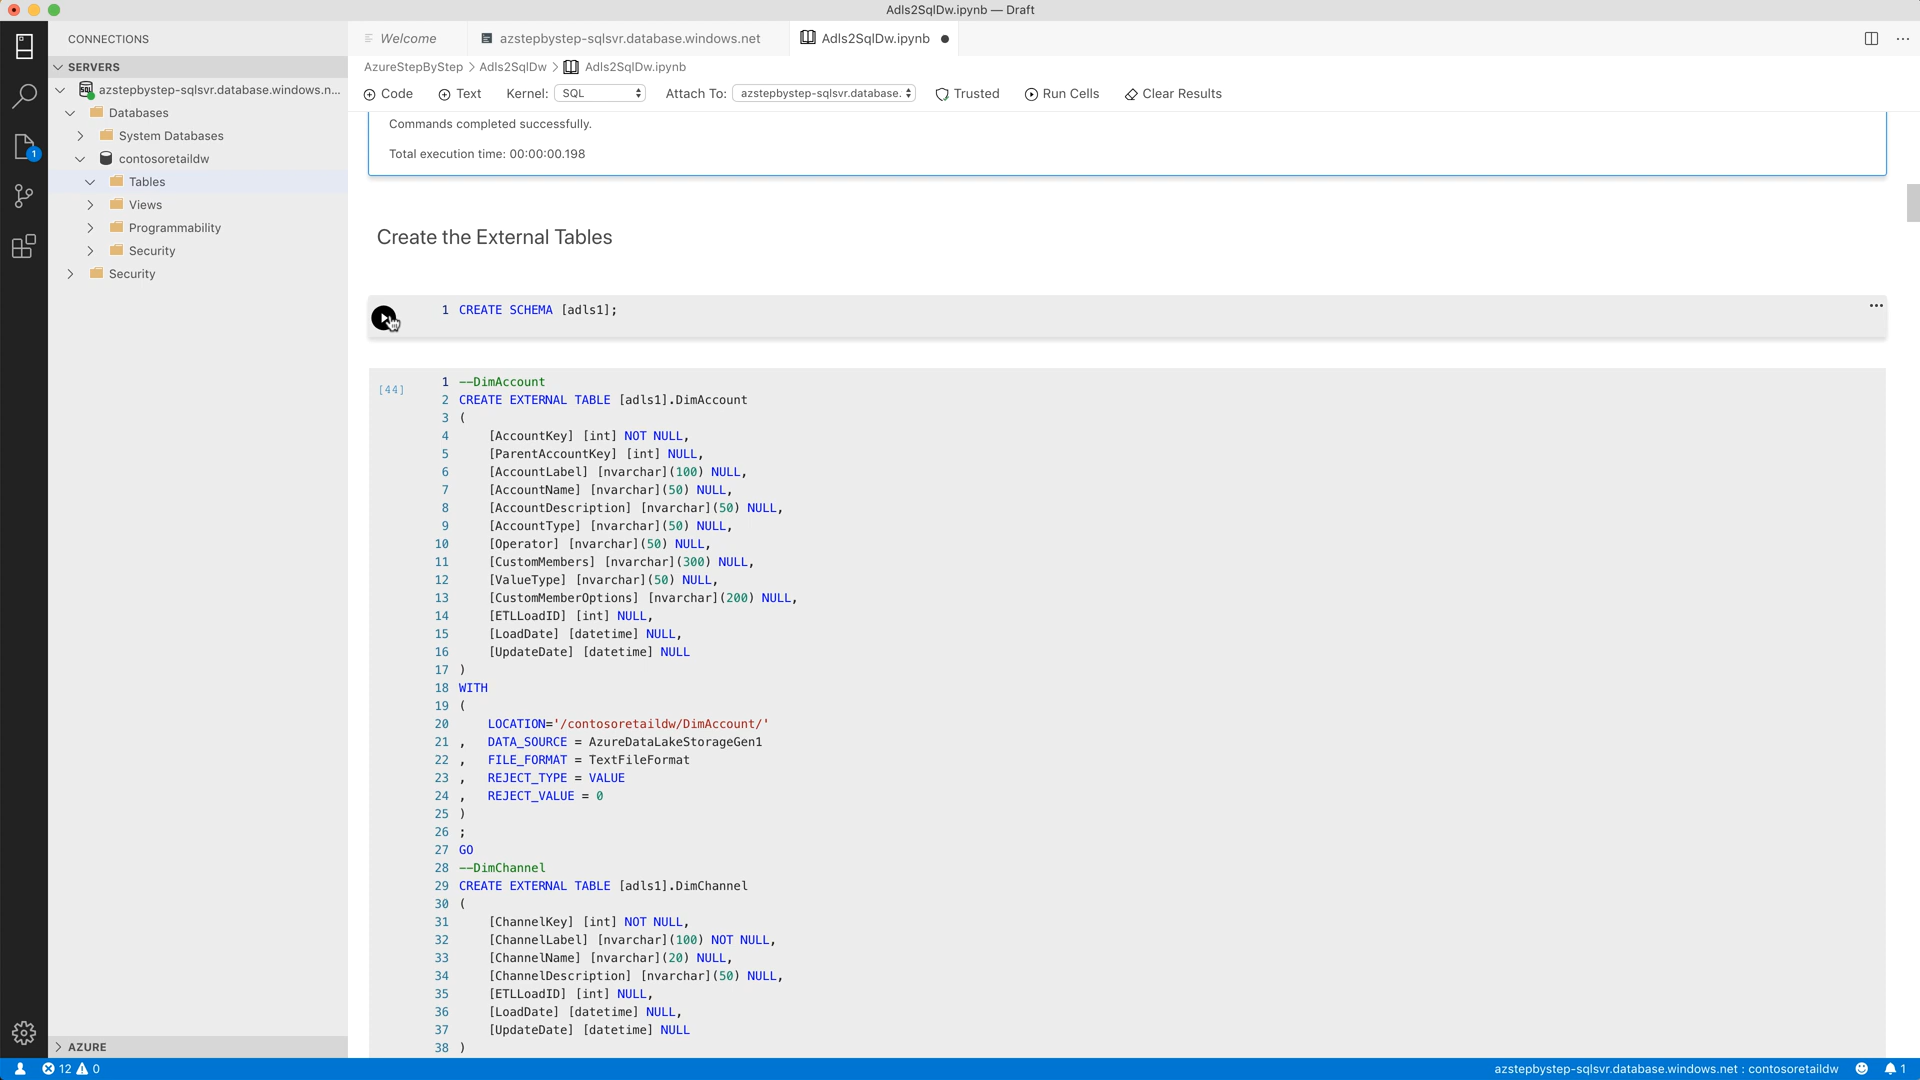 Adls2SqlDw.ipynb — Draft
CONNECTIONS
SERVERS
azstepbystep-sqlsvr.database.windows.n...
Databases
System Databases
contosoretaildw
Tables
Views
Programmability
Security
Security
AZURE
Welcome
azstepbystep-sqlsvr.database.windows.net
Adls2SqlDw.ipynb
AzureStepByStep > Adls2SqlDw > Adls2SqlDw.ipynb
Code Text Kernel: SQL Attach To: azstepbystep-sqlsvr.database. Trusted Run Cells Clear Results
Commands completed successfully.
Total execution time: 00:00:00.198
Create the External Tables
1 CREATE SCHEMA [adls1];
[44]
1 --DimAccount
2 CREATE EXTERNAL TABLE [adls1].DimAccount
3 (
4 [AccountKey] [int] NOT NULL,
5 [ParentAccountKey] [int] NULL,
6 [AccountLabel] [nvarchar](100) NULL,
7 [AccountName] [nvarchar](50) NULL,
8 [AccountDescription] [nvarchar](50) NULL,
9 [AccountType] [nvarchar](50) NULL,
10 [Operator] [nvarchar](50) NULL,
11 [CustomMembers] [nvarchar](300) NULL,
12 [ValueType] [nvarchar](50) NULL,
13 [CustomMemberOptions] [nvarchar](200) NULL,
14 [ETLLoadID] [int] NULL,
15 [LoadDate] [datetime] NULL,
16 [UpdateDate] [datetime] NULL
17 )
18 WITH
19 (
20 LOCATION='/contosoretaildw/DimAccount/'
21 , DATA_SOURCE = AzureDataLakeStorageGen1
22 , FILE_FORMAT = TextFileFormat
23 , REJECT_TYPE = VALUE
24 , REJECT_VALUE = 0
25 )
26 ;
27 GO
28 --DimChannel
29 CREATE EXTERNAL TABLE [adls1].DimChannel
30 (
31 [ChannelKey] [int] NOT NULL,
32 [ChannelLabel] [nvarchar](100) NOT NULL,
33 [ChannelName] [nvarchar](20) NULL,
34 [ChannelDescription] [nvarchar](50) NULL,
35 [ETLLoadID] [int] NULL,
36 [LoadDate] [datetime] NULL,
37 [UpdateDate] [datetime] NULL
38 )
1
12 0
azstepbystep-sqlsvr.database.windows.net : contosoretaildw
1